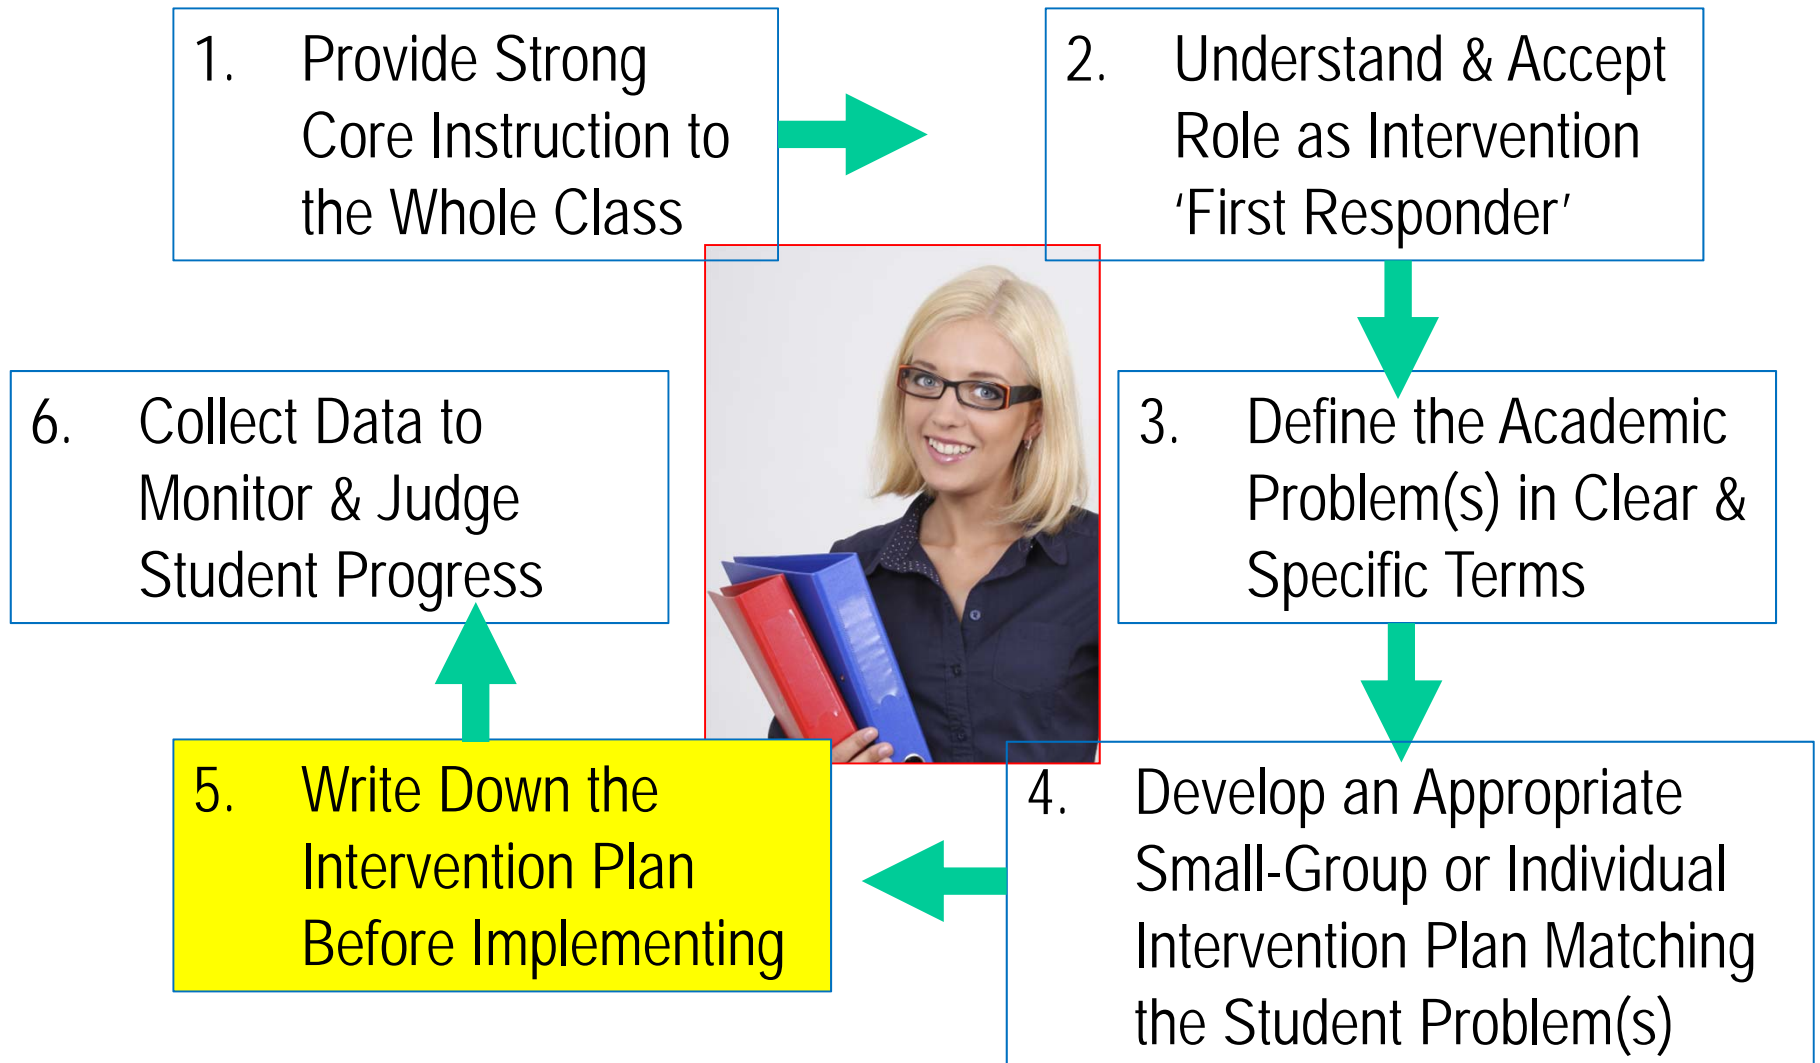 1. Provide Strong
Core Instruction to
the Whole Class
2. Understand & Accept
Role as Intervention
‘First Responder’
3. Define the Academic
Problem(s) in Clear &
Specific Terms
4. Develop an Appropriate
Small-Group or Individual
Intervention Plan Matching
the Student Problem(s)
5. Write Down the
Intervention Plan
Before Implementing
6. Collect Data to
Monitor & Judge
Student Progress